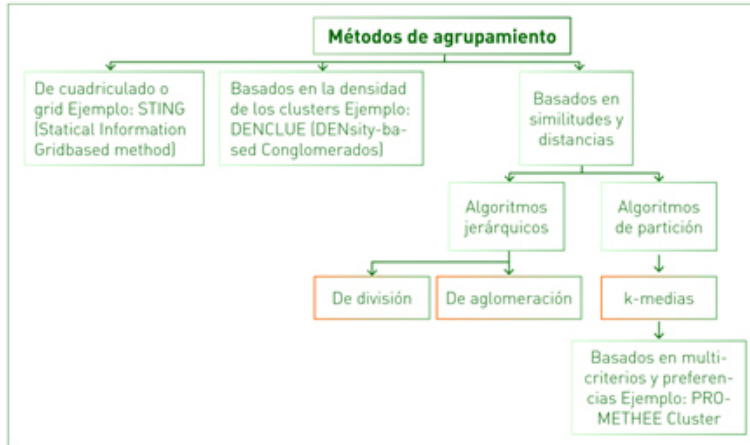 Métodos de agrupamiento
De cuadriculado o
grid Ejemplo: STING
(Statical Information
Gridbased method)
Basados en la densidad
de los clusters Ejemplo:
DENCLUE (DENsity-ba-
sed Conglomerados)
Basados en
similitudes y
distancias
Algoritmos
jerárquicos
Algoritmos
de partición
De división
De aglomeración
k-medias
Basados en multi-
criterios y preferen-
cias Ejemplo: PRO-
METHEE Cluster